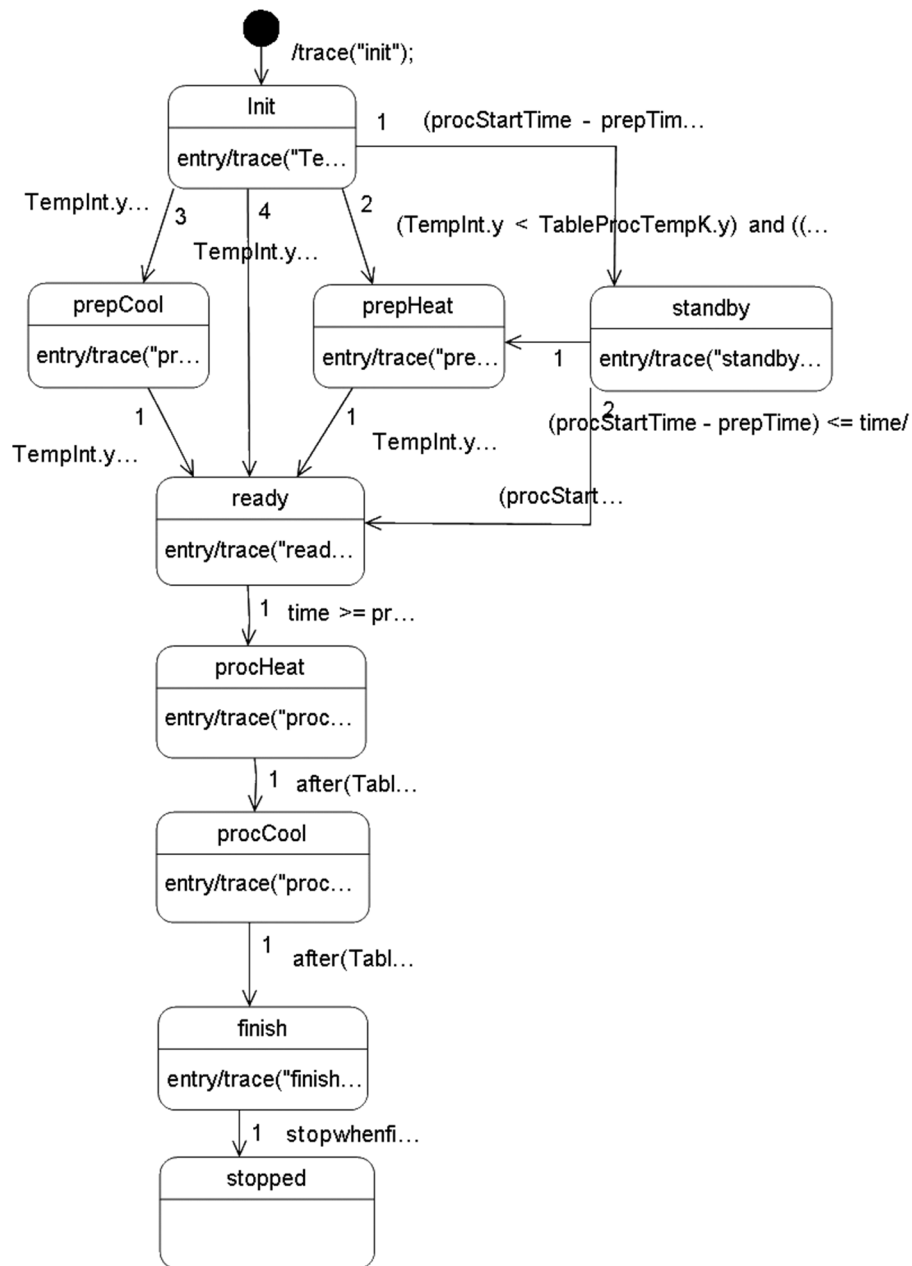 /trace("init");
Init
1 (procStartTime - prepTim…
entry/trace("Te…
TempInt.y…
3
4
2
TempInt.y…
(TempInt.y < TableProcTempK.y) and ((…
prepCool
prepHeat
standby
entry/trace("pr…
entry/trace("pre…
1
entry/trace("standby…
1
1
2
(procStartTime - prepTime) <= time/
TempInt.y…
TempInt.y…
ready
(procStart…
entry/trace("read…
1 time >= pr…
procHeat
entry/trace("proc…
1 after(Tabl…
procCool
entry/trace("proc…
1 after(Tabl…
finish
entry/trace("finish…
1 stopwhenfi…
stopped